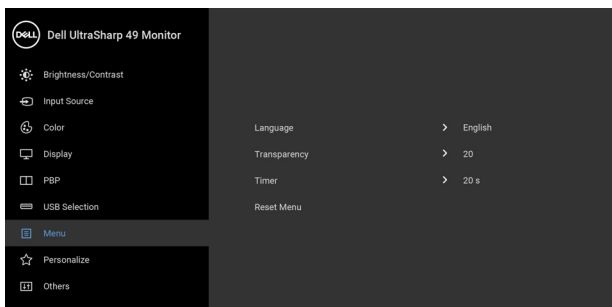 DELL Dell UltraSharp 49 Monitor
Brightness/Contrast
Input Source
Color
Language English
Display
Transparency 20
PBP
Timer 20 s
USB Selection
Reset Menu
Menu
Personalize
Others